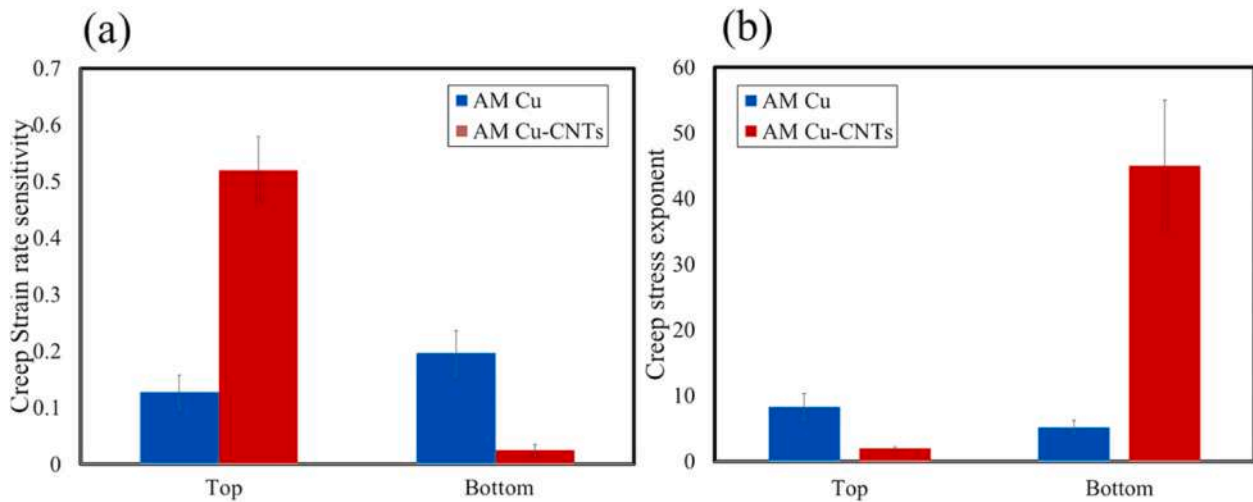 (a)
Creep Strain rate sensitivity
0.7
0.6
0.5
0.4
0.3
0.2
0.1
0
AM Cu
AM Cu-CNTs
Top
Bottom
(b)
Creep stress exponent
60
50
40
30
20
10
0
AM Cu
AM Cu-CNTs
Top
Bottom